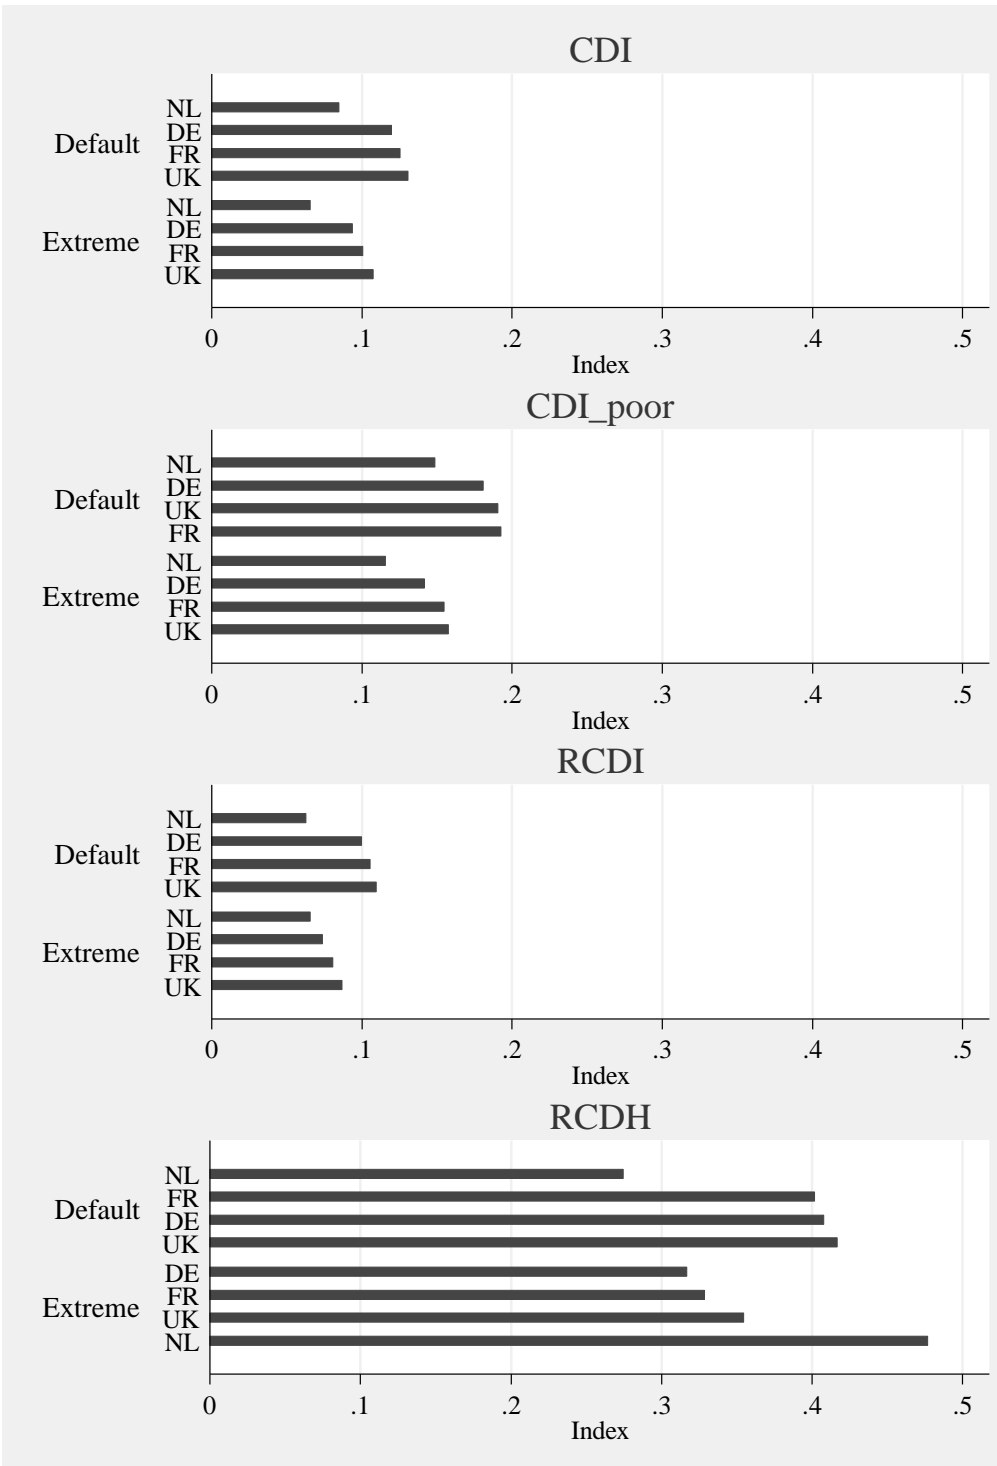 CDI
Default
NL
DE
FR
UK
Extreme
NL
DE
FR
UK
0 .1 .2 .3 .4 .5
Index
CDI_poor
Default
NL
DE
UK
FR
Extreme
NL
DE
FR
UK
0 .1 .2 .3 .4 .5
Index
RCDI
Default
NL
DE
FR
UK
Extreme
NL
DE
FR
UK
0 .1 .2 .3 .4 .5
Index
RCDH
Default
NL
FR
DE
UK
Extreme
DE
FR
UK
NL
0 .1 .2 .3 .4 .5
Index